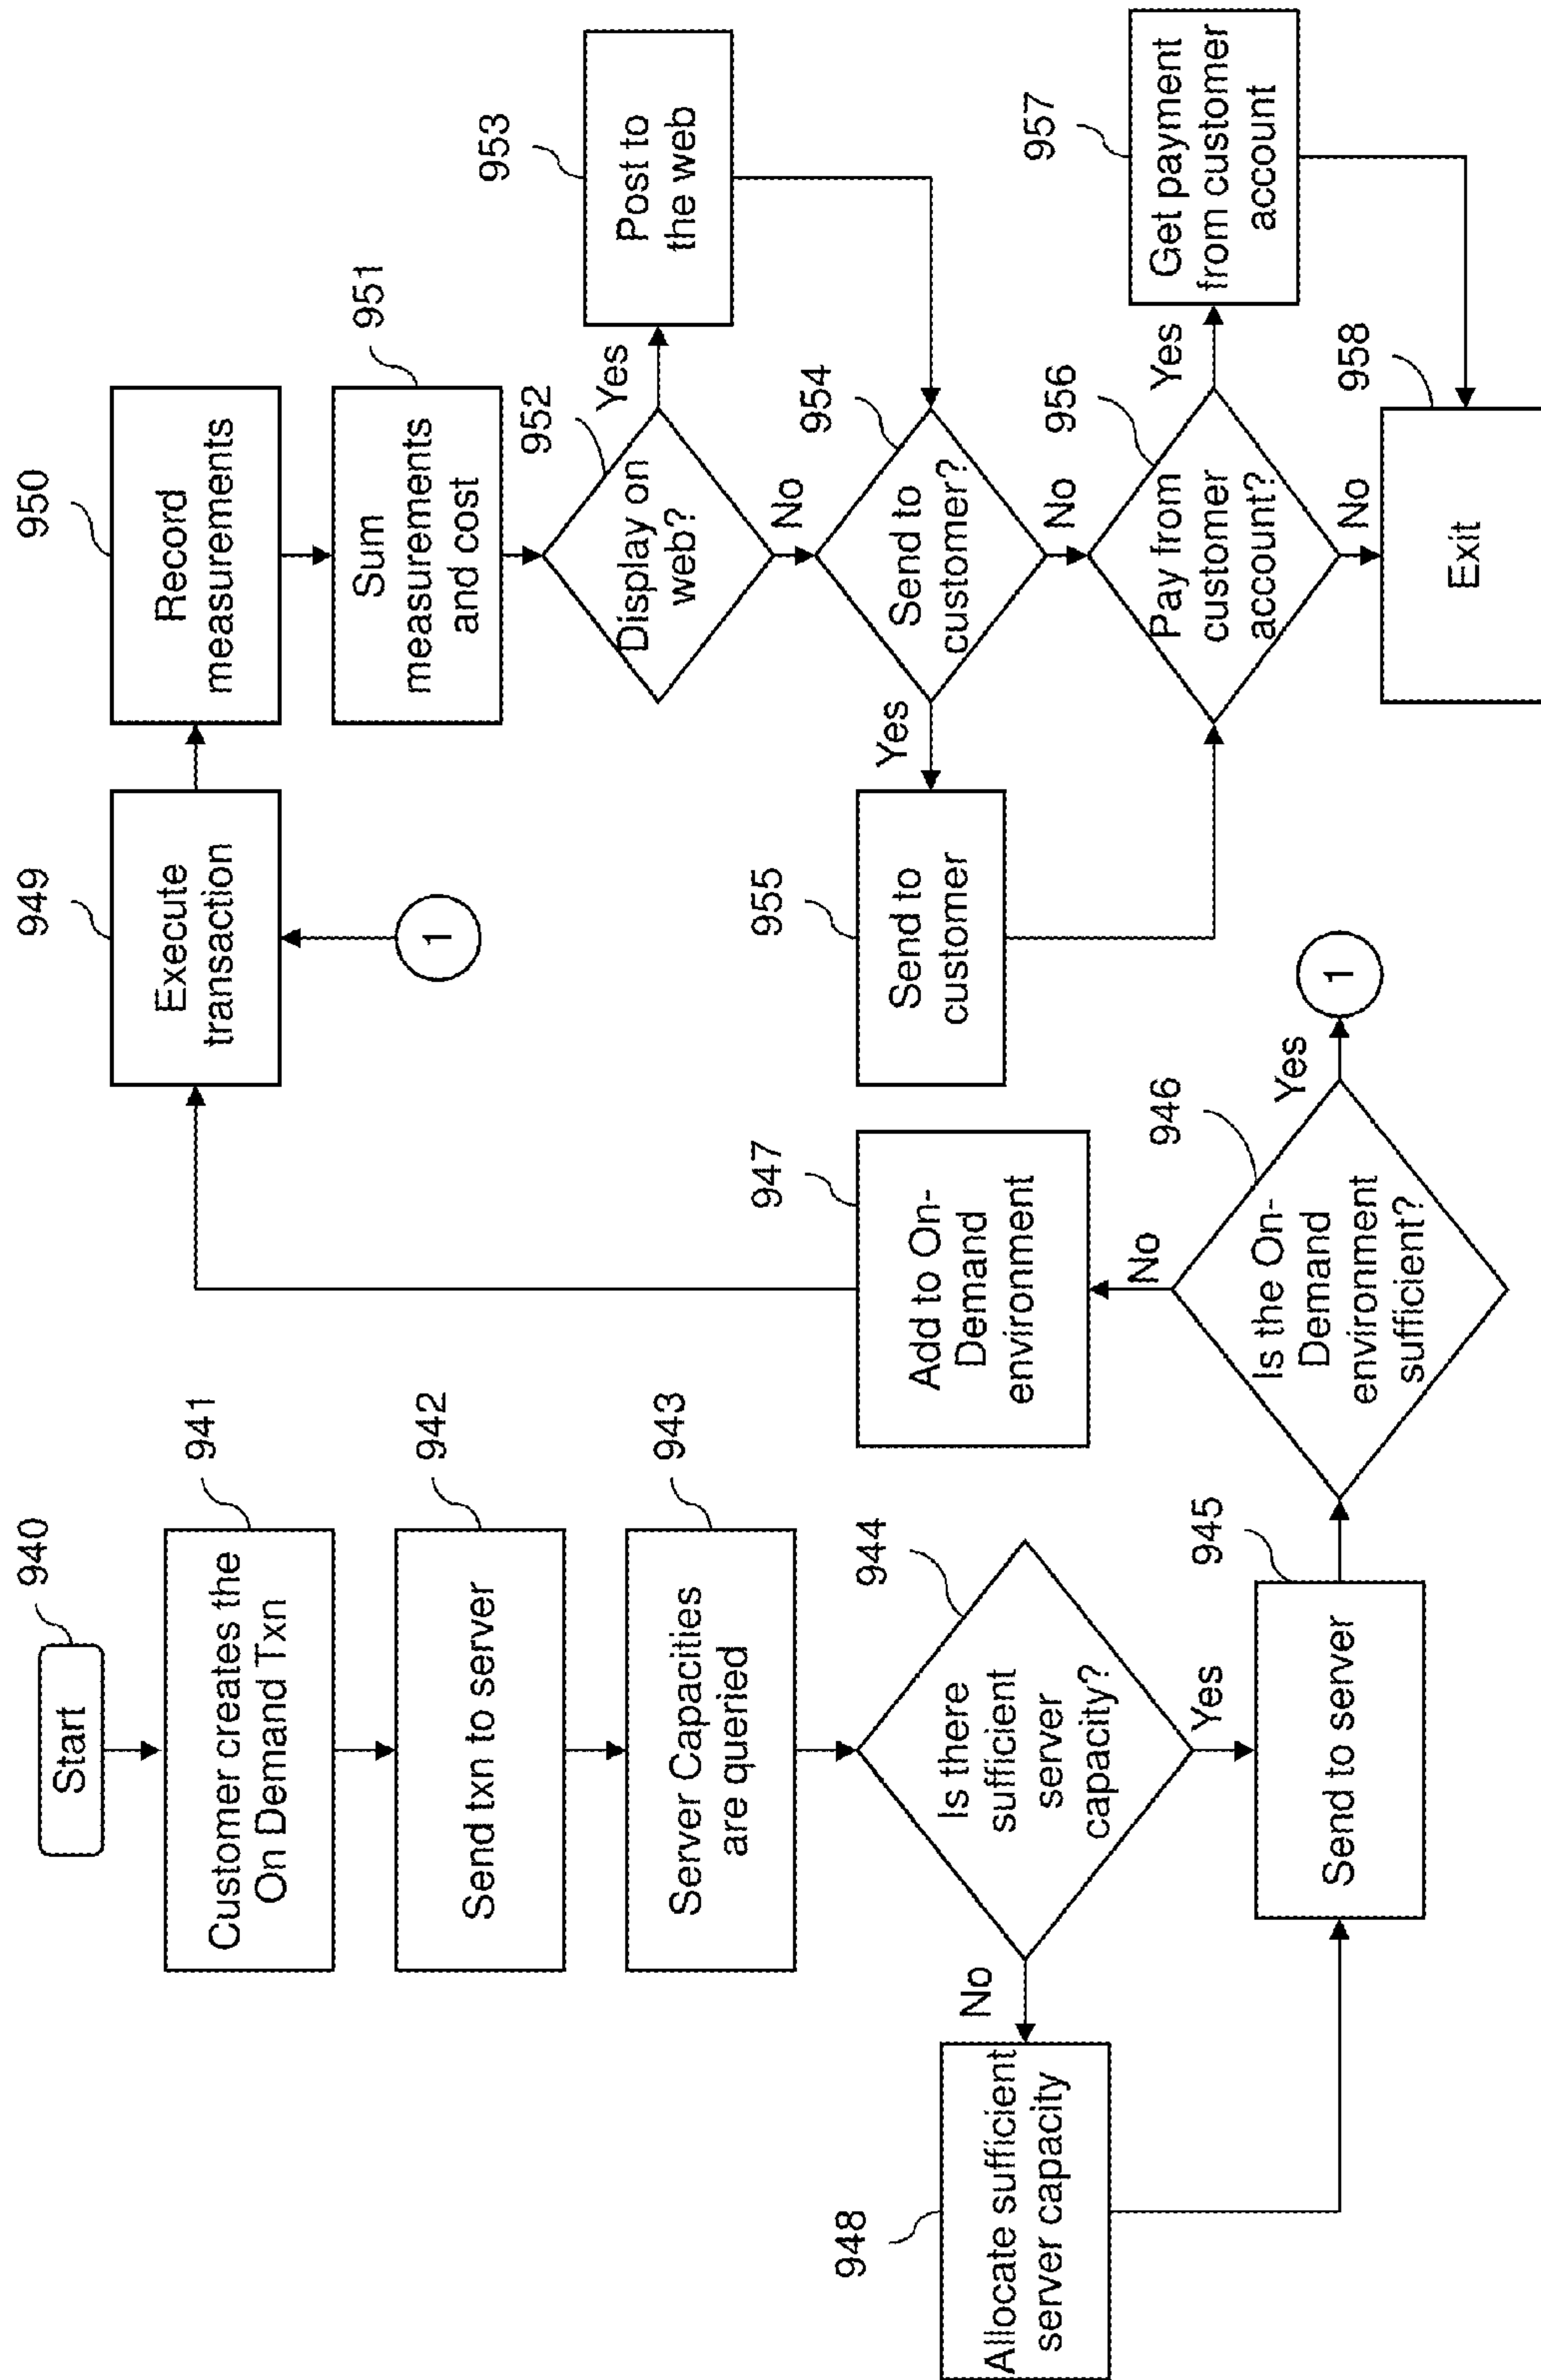 940
Start
941
Customer creates the
On Demand Txn
942
Send txn to server
943
Server Capacities
are queried
944
Is there
sufficient
server
capacity?
No
Yes
948
Allocate sufficient
server capacity
945
Send to server
946
Is the On-
Demand
environment
sufficient?
No
Yes
1
947
Add to On-
Demand
environment
949
Execute
transaction
1
950
Record
measurements
951
Sum
measurements
and cost
952
Display on
web?
Yes
No
953
Post to
the web
954
Send to
customer?
Yes
No
955
Send to
customer
956
Pay from
customer
account?
Yes
No
957
Get payment
from customer
account
958
Exit